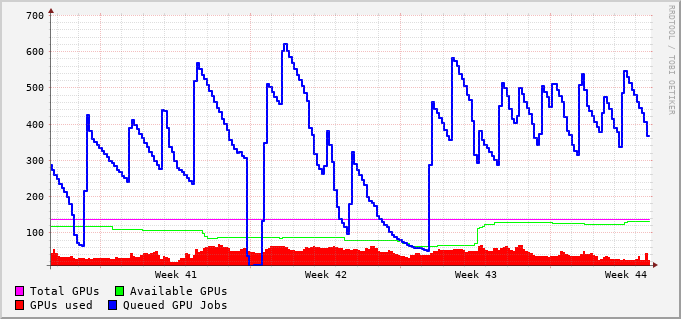 700
600
500
400
300
200
100
Week 41 Week 42 Week 43 Week 44
Total GPUs Available GPUs
GPUs used Queued GPU Jobs
RRDTOOL / TOBI OETIKER